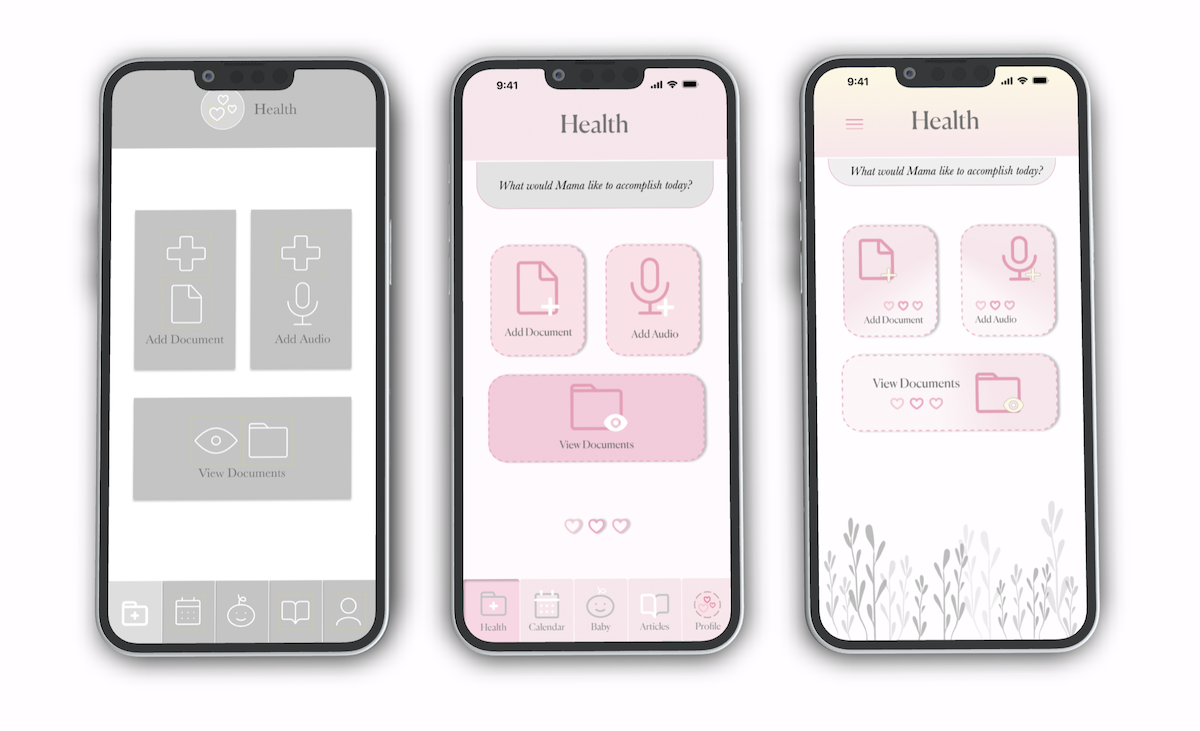 Health
Add Document
Add Audio
View Documents
9:41
Health
What would Mama like to accomplish today?
Add Document
Add Audio
View Documents
Health
Calendar
Baby
Articles
Profile
9:41
Health
What would Mama like to accomplish today?
Add Document
Add Audio
View Documents